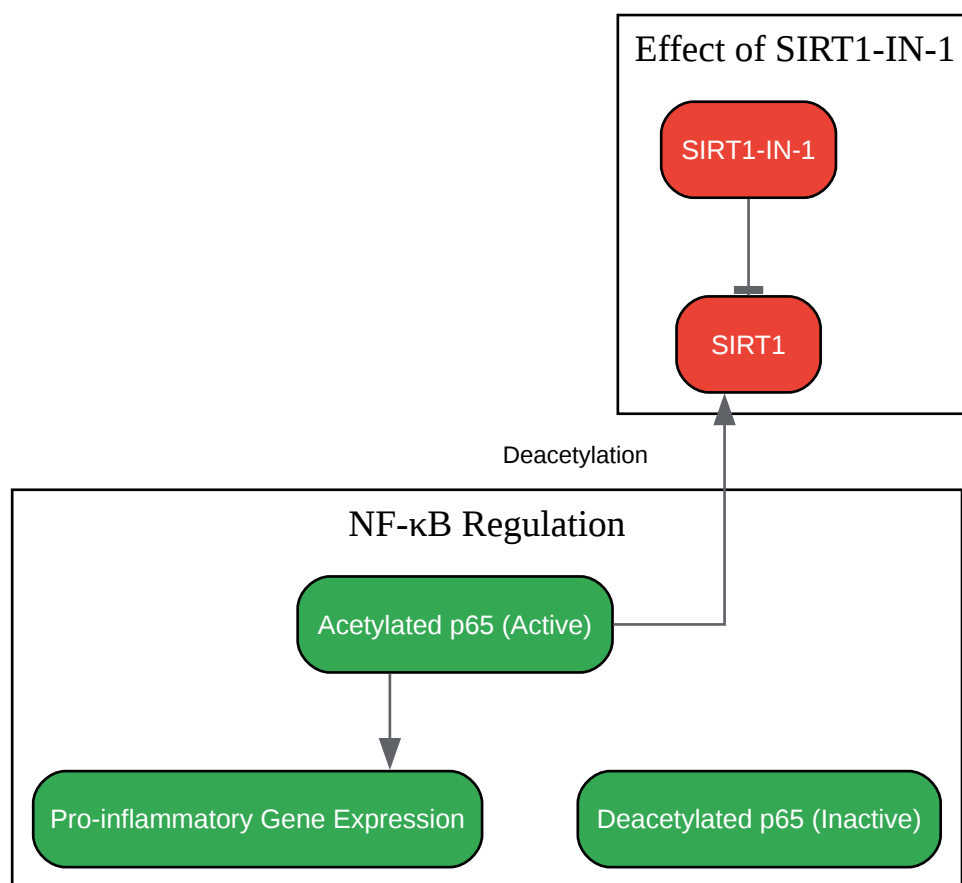 Effect of SIRT1-IN-1
SIRT1-IN-1
SIRT1
Deacetylation
NF-κB Regulation
Acetylated p65 (Active)
Pro-inflammatory Gene Expression
Deacetylated p65 (Inactive)